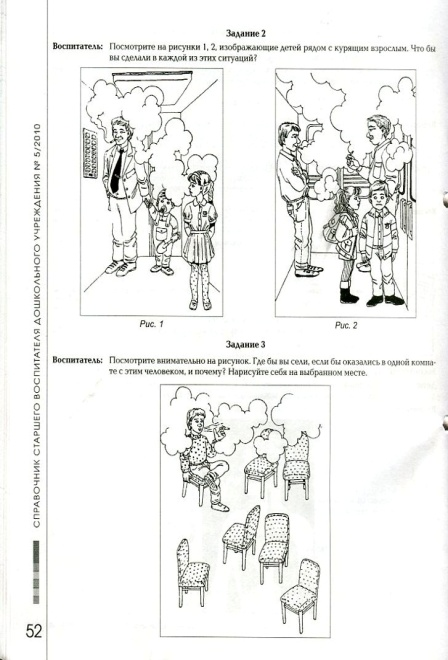 Задание 2
Воспитатель: Посмотрите на рисунки 1, 2, изображающие детей рядом с курящим взрослым. Что бы
вы сделали в каждой из этих ситуаций?
Рис. 1
Рис. 2
Задание 3
Воспитатель: Посмотрите внимательно на рисунок. Где бы вы сели, если бы оказались в одной комна-
те с этим человеком, и почему? Нарисуйте себя на выбранном месте.
СПРАВОЧНИК СТАРШЕГО ВОСПИТАТЕЛЯ ДОШКОЛЬНОГО УЧРЕЖДЕНИЯ № 5/2010
52